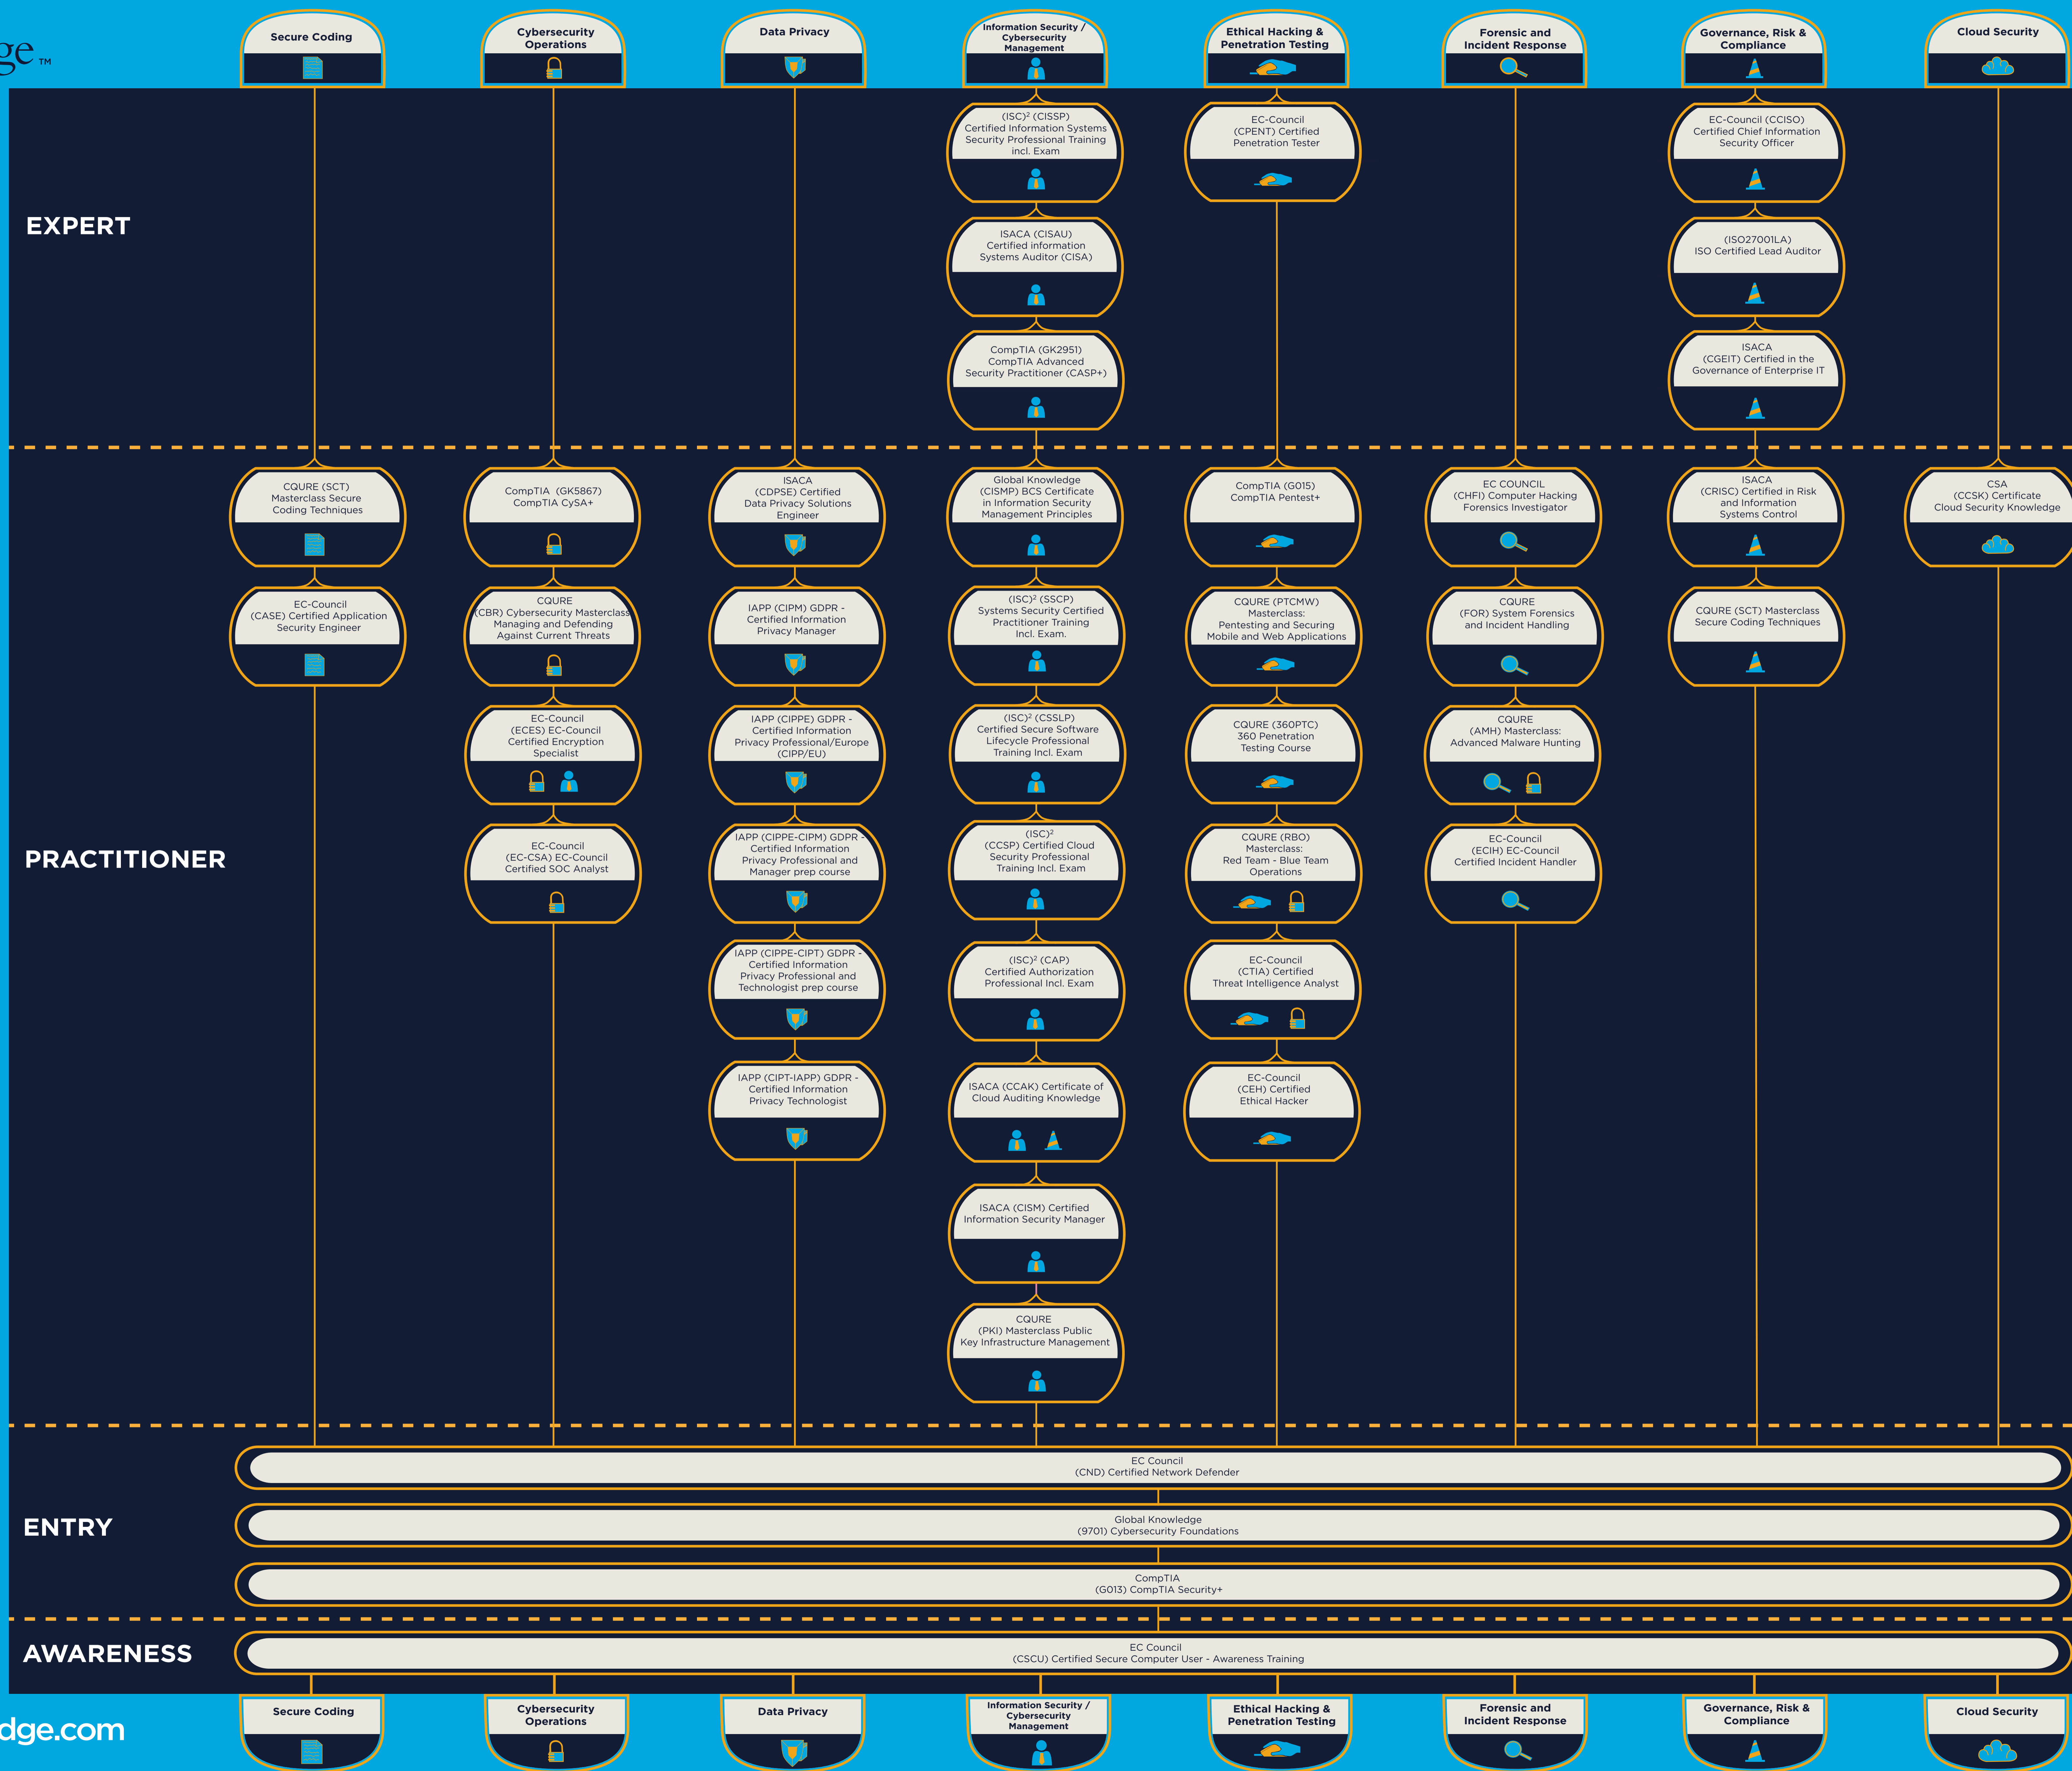 ge™
Secure Coding
Cybersecurity
Operations
Data Privacy
Information Security /
Cybersecurity
Management
Ethical Hacking &
Penetration Testing
Forensic and
Incident Response
Governance, Risk &
Compliance
Cloud Security
EXPERT
(ISC)² (CISSP)
Certified Information Systems
Security Professional Training
incl. Exam
EC-Council
(CPENT) Certified
Penetration Tester
EC-Council (CCISO)
Certified Chief Information
Security Officer
ISACA (CISAU)
Certified information
Systems Auditor (CISA)
(ISO27001LA)
ISO Certified Lead Auditor
CompTIA (GK2951)
CompTIA Advanced
Security Practitioner (CASP+)
ISACA
(CGEIT) Certified in the
Governance of Enterprise IT
PRACTITIONER
CQURE (SCT)
Masterclass Secure
Coding Techniques
CompTIA (GK5867)
CompTIA CySA+
ISACA
(CDPSE) Certified
Data Privacy Solutions
Engineer
Global Knowledge
(CISMP) BCS Certificate
in Information Security
Management Principles
CompTIA (G015)
CompTIA Pentest+
EC COUNCIL
(CHFI) Computer Hacking
Forensics Investigator
ISACA
(CRISC) Certified in Risk
and Information
Systems Control
CSA
(CCSK) Certificate
Cloud Security Knowledge
EC-Council
(CASE) Certified Application
Security Engineer
CQURE
(CBR) Cybersecurity Masterclass
Managing and Defending
Against Current Threats
IAPP (CIPM) GDPR -
Certified Information
Privacy Manager
(ISC)² (SSCP)
Systems Security Certified
Practitioner Training
Incl. Exam.
CQURE (PTCMW)
Masterclass:
Pentesting and Securing
Mobile and Web Applications
CQURE
(FOR) System Forensics
and Incident Handling
CQURE (SCT) Masterclass
Secure Coding Techniques
EC-Council
(ECES) EC-Council
Certified Encryption
Specialist
IAPP (CIPPE) GDPR -
Certified Information
Privacy Professional/Europe
(CIPP/EU)
(ISC)² (CSSLP)
Certified Secure Software
Lifecycle Professional
Training Incl. Exam
CQURE (360PTC)
360 Penetration
Testing Course
CQURE
(AMH) Masterclass:
Advanced Malware Hunting
EC-Council
(EC-CSA) EC-Council
Certified SOC Analyst
IAPP (CIPPE-CIPM) GDPR -
Certified Information
Privacy Professional and
Manager prep course
(ISC)²
(CCSP) Certified Cloud
Security Professional
Training Incl. Exam
CQURE (RBO)
Masterclass:
Red Team - Blue Team
Operations
EC-Council
(ECIH) EC-Council
Certified Incident Handler
IAPP (CIPPE-CIPT) GDPR -
Certified Information
Privacy Professional and
Technologist prep course
(ISC)² (CAP)
Certified Authorization
Professional Incl. Exam
EC-Council
(CTIA) Certified
Threat Intelligence Analyst
IAPP (CIPT-IAPP) GDPR -
Certified Information
Privacy Technologist
ISACA (CCAK) Certificate of
Cloud Auditing Knowledge
EC-Council
(CEH) Certified
Ethical Hacker
ISACA (CISM) Certified
Information Security Manager
CQURE
(PKI) Masterclass Public
Key Infrastructure Management
ENTRY
EC Council
(CND) Certified Network Defender
Global Knowledge
(9701) Cybersecurity Foundations
CompTIA
(G013) CompTIA Security+
AWARENESS
EC Council
(CSCU) Certified Secure Computer User - Awareness Training
dge.com
Secure Coding
Cybersecurity
Operations
Data Privacy
Information Security /
Cybersecurity
Management
Ethical Hacking &
Penetration Testing
Forensic and
Incident Response
Governance, Risk &
Compliance
Cloud Security